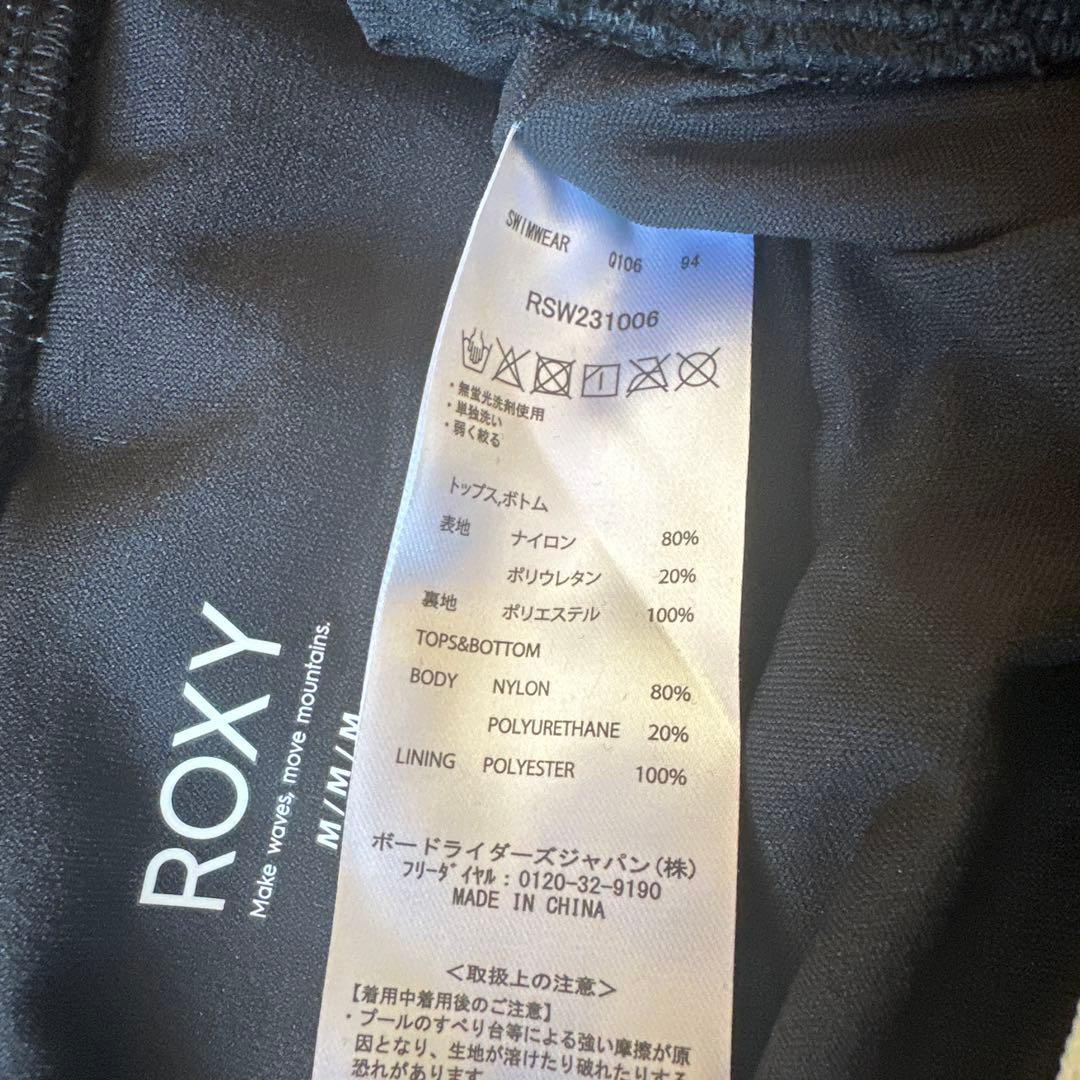 SWIMWEAR Q106 94
RSW231006
・無蛍光洗剤使用
・単独洗い
・弱く絞る
トップス,ボトム
表地 ナイロン 80%
ポリウレタン 20%
裏地 ポリエステル 100%
TOPS&BOTTOM
BODY NYLON 80%
POLYURETHANE 20%
LINING POLYESTER 100%
ボードライダーズジャパン(株)
フリーダイヤル:0120-32-9190
MADE IN CHINA
<取扱上の注意>
【着用中着用後のご注意】
・プールのすべり台等による強い摩擦が原
因となり、生地が溶けたり破れたりする
恐れがあります
ROXY
Make waves, move mountains.
M/M/M